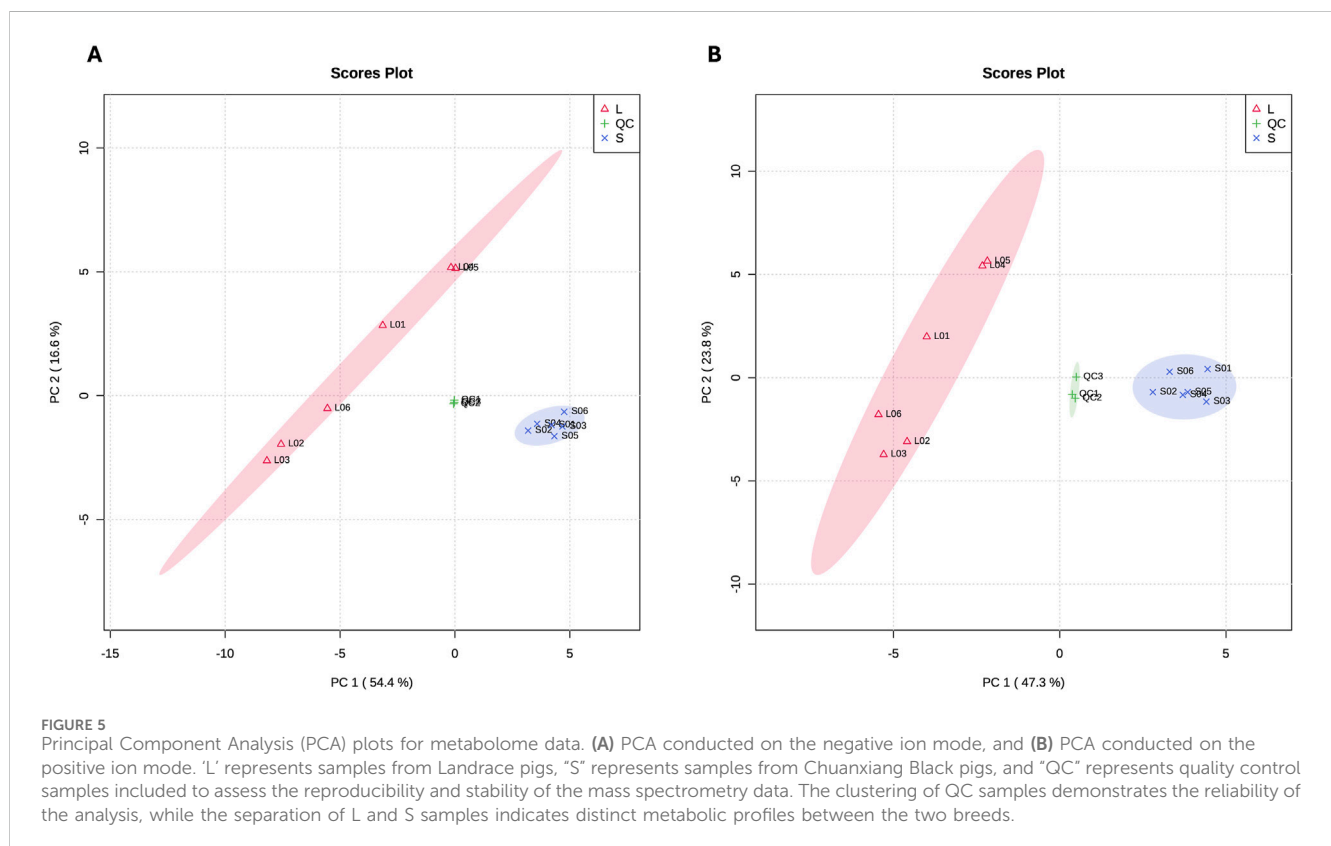 A
Scores Plot
L
QC
S
10
5
0
-5
PC 2 ( 16.6 %)
L04
L05
L01
L06
L02
L03
QC1
QC2
S06
S04
S01
S03
S02
S05
-15 -10 -5 0 5
PC 1 ( 54.4 %)
B
Scores Plot
L
QC
S
10
5
0
-5
-10
PC 2 ( 23.8 %)
L05
L04
L01
L06
L02
L03
QC3
QC1
QC2
S06
S01
S02
S05
S04
S03
-5 0 5
PC 1 ( 47.3 %)
FIGURE 5
Principal Component Analysis (PCA) plots for metabolome data. (A) PCA conducted on the negative ion mode, and (B) PCA conducted on the
positive ion mode. ‘L’ represents samples from Landrace pigs, “S” represents samples from Chuanxiang Black pigs, and “QC” represents quality control
samples included to assess the reproducibility and stability of the mass spectrometry data. The clustering of QC samples demonstrates the reliability of
the analysis, while the separation of L and S samples indicates distinct metabolic profiles between the two breeds.